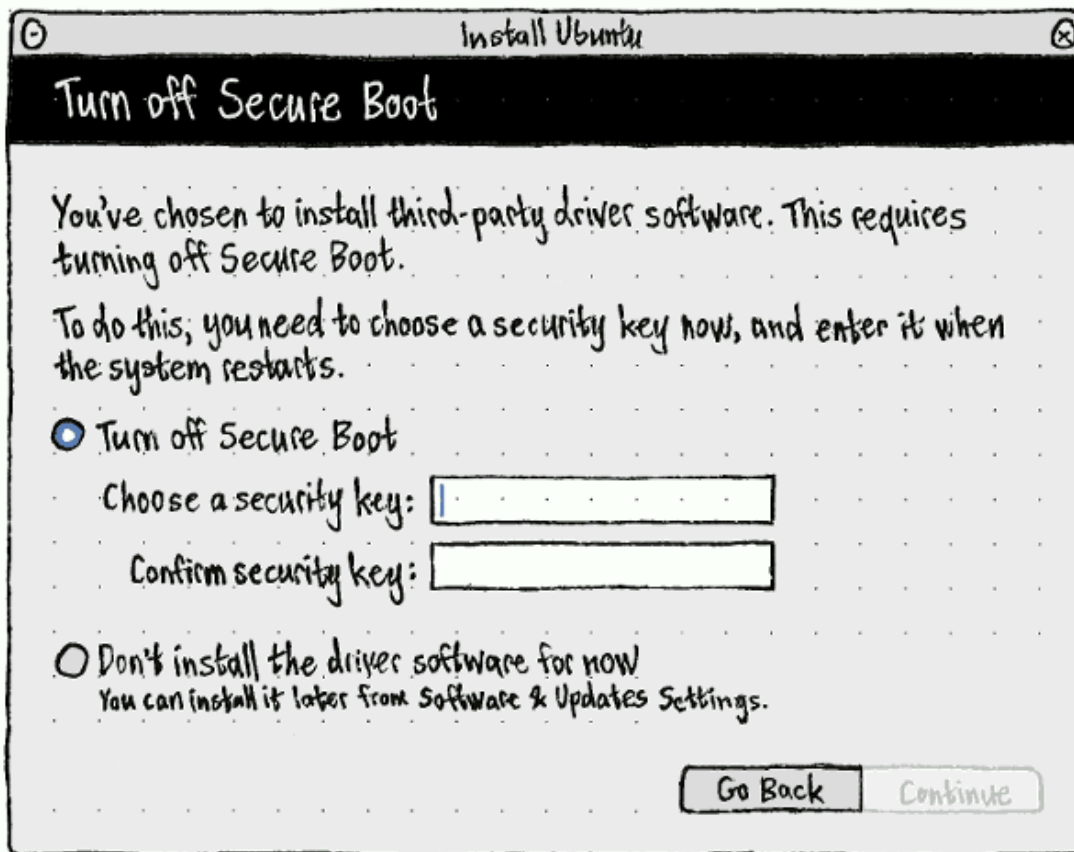 Install Ubuntu
Turn off Secure Boot
You've chosen to install third-party driver software. This requires
turning off Secure Boot.
To do this, you need to choose a security key now, and enter it when
the system restarts.
Turn off Secure Boot
Choose a security key:
Confirm security key:
Don't install the driver software for now
You can install it later from Software & Updates Settings.
Go Back Continue